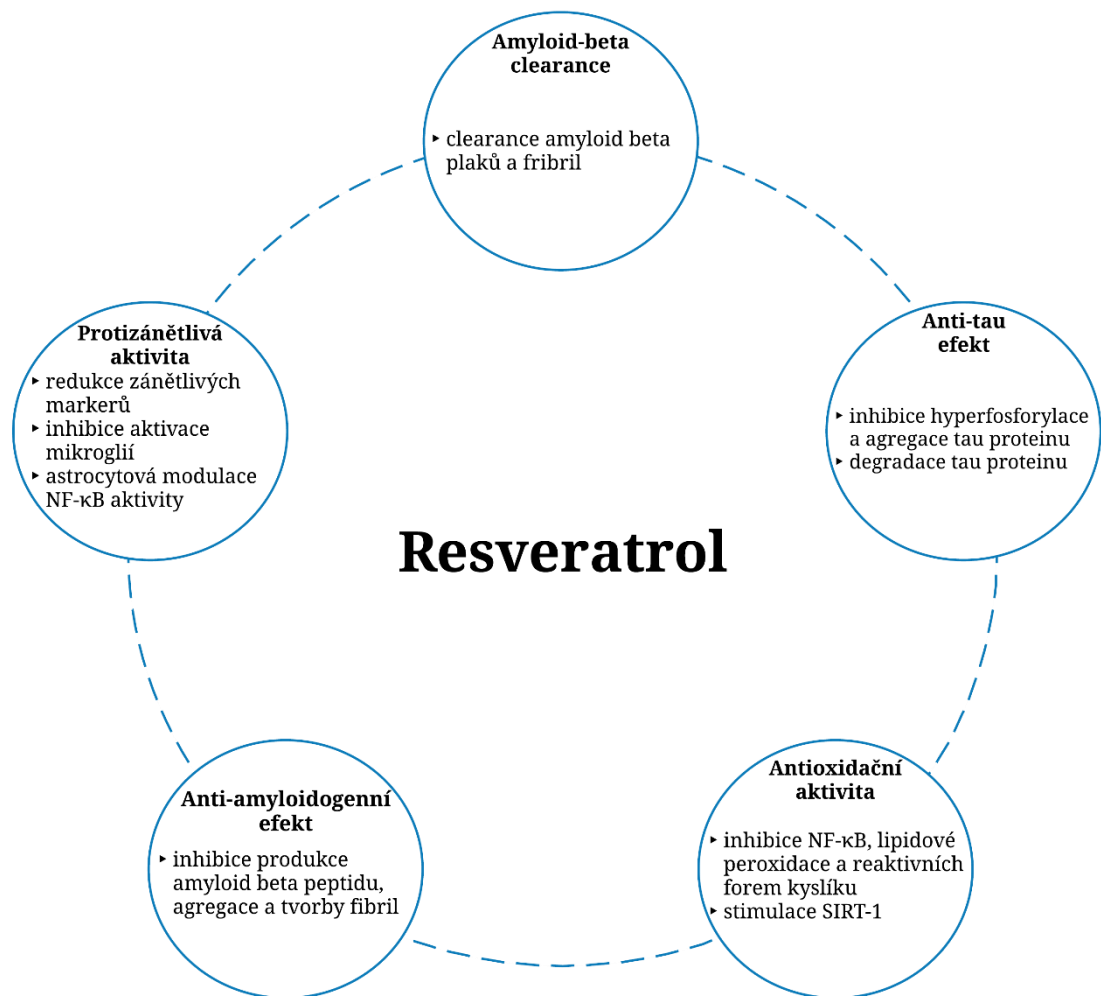 Amyloid-beta
clearance
‣ clearance amyloid beta
plaků a fribril
Anti-tau
efekt
‣ inhibice hyperfosforylace
a agregace tau proteinu
‣ degradace tau proteinu
Protizánětlivá
aktivita
‣ redukce zánětlivých
markerů
‣ inhibice aktivace
mikroglií
‣ astrocytová modulace
NF-κB aktivity
Resveratrol
Anti-amyloidogenní
efekt
‣ inhibice produkce
amyloid beta peptidu,
agregace a tvorby fibril
Antioxidační
aktivita
‣ inhibice NF-κB, lipidové
peroxidace a reaktivních
forem kyslíku
‣ stimulace SIRT-1